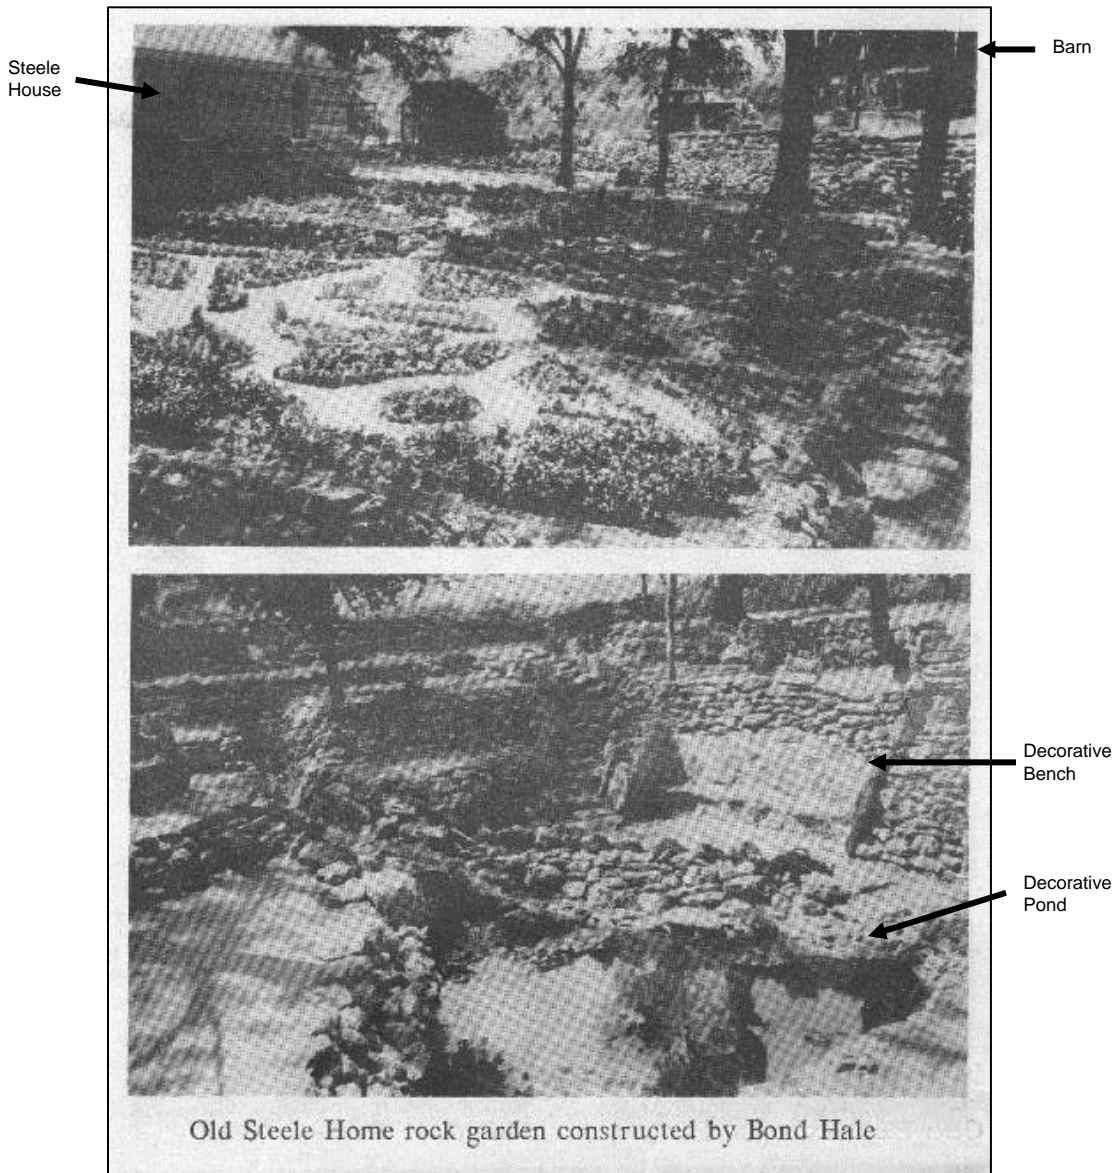 Steele
House
Barn
Decorative
Bench
Decorative
Pond
Old Steele Home rock garden constructed by Bond Hale